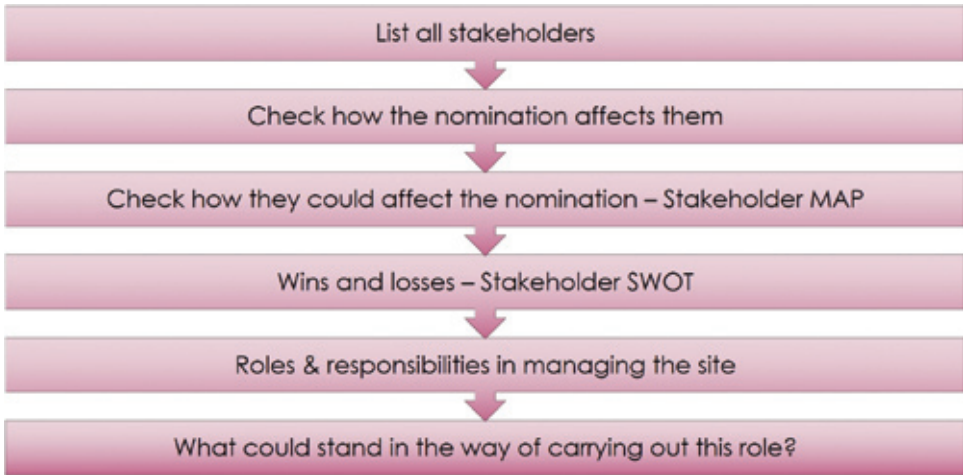 List all stakeholders
Check how the nomination affects them
Check how they could affect the nomination – Stakeholder MAP
Wins and losses – Stakeholder SWOT
Roles & responsibilities in managing the site
What could stand in the way of carrying out this role?